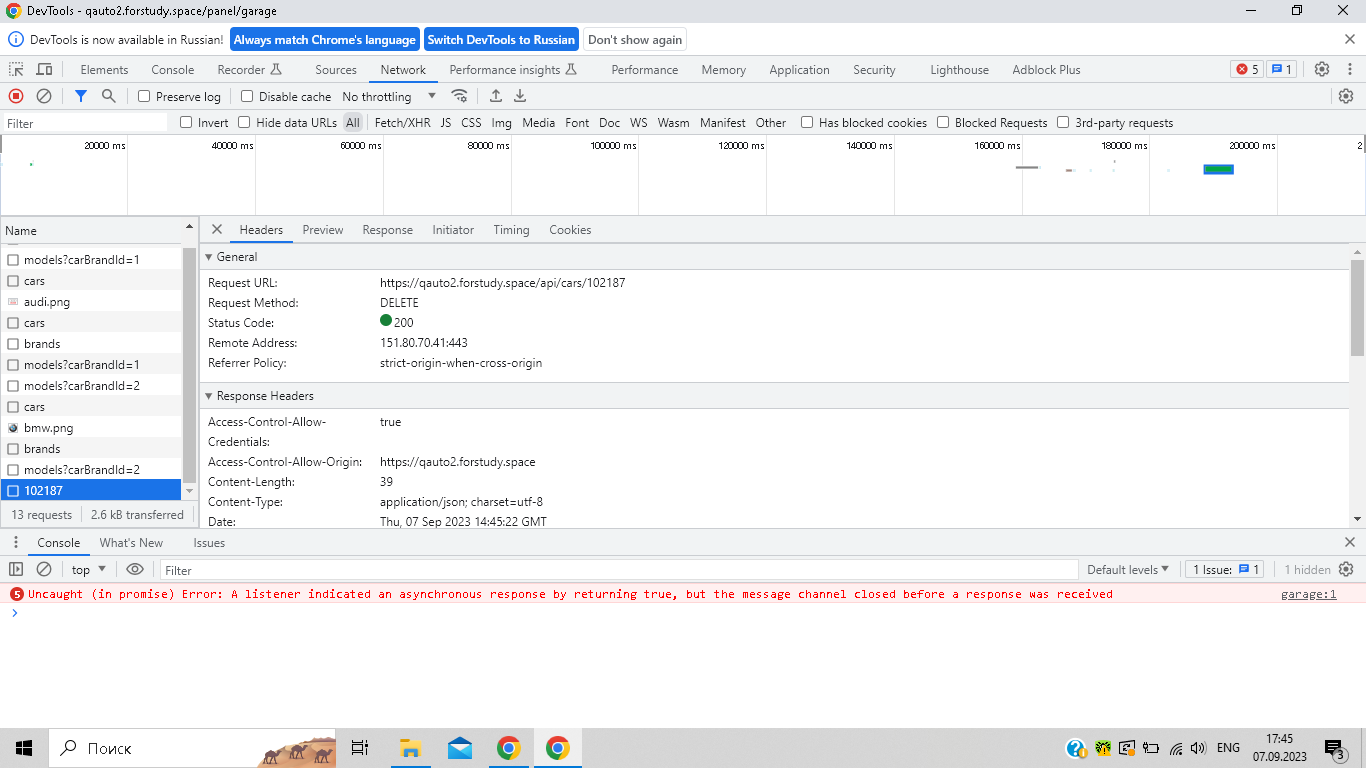 DevTools - qauto2.forstudy.space/panel/garage
DevTools is now available in Russian! Always match Chrome's language Switch DevTools to Russian Don't show again
Elements Console Recorder Sources Network Performance insights Performance Memory Application Security Lighthouse Adblock Plus 5 1
Preserve log Disable cache No throttling
Filter Invert Hide data URLs All Fetch/XHR JS CSS Img Media Font Doc WS Wasm Manifest Other Has blocked cookies Blocked Requests 3rd-party requests
20000 ms 40000 ms 60000 ms 80000 ms 100000 ms 120000 ms 140000 ms 160000 ms 180000 ms 200000 ms 2
Name
models?carBrandId=1
cars
audi.png
cars
brands
models?carBrandId=1
models?carBrandId=2
cars
bmw.png
brands
models?carBrandId=2
102187
13 requests 2.6 kB transferred
Headers Preview Response Initiator Timing Cookies
General
Request URL: https://qauto2.forstudy.space/api/cars/102187
Request Method: DELETE
Status Code: 200
Remote Address: 151.80.70.41:443
Referrer Policy: strict-origin-when-cross-origin
Response Headers
Access-Control-Allow- true
Credentials:
Access-Control-Allow-Origin: https://qauto2.forstudy.space
Content-Length: 39
Content-Type: application/json; charset=utf-8
Date: Thu, 07 Sep 2023 14:45:22 GMT
Console What's New Issues
top Filter Default levels 1 Issue: 1 1 hidden
5 Uncaught (in promise) Error: A listener indicated an asynchronous response by returning true, but the message channel closed before a response was received garage:1
Поиск
ENG
17:45
07.09.2023
3